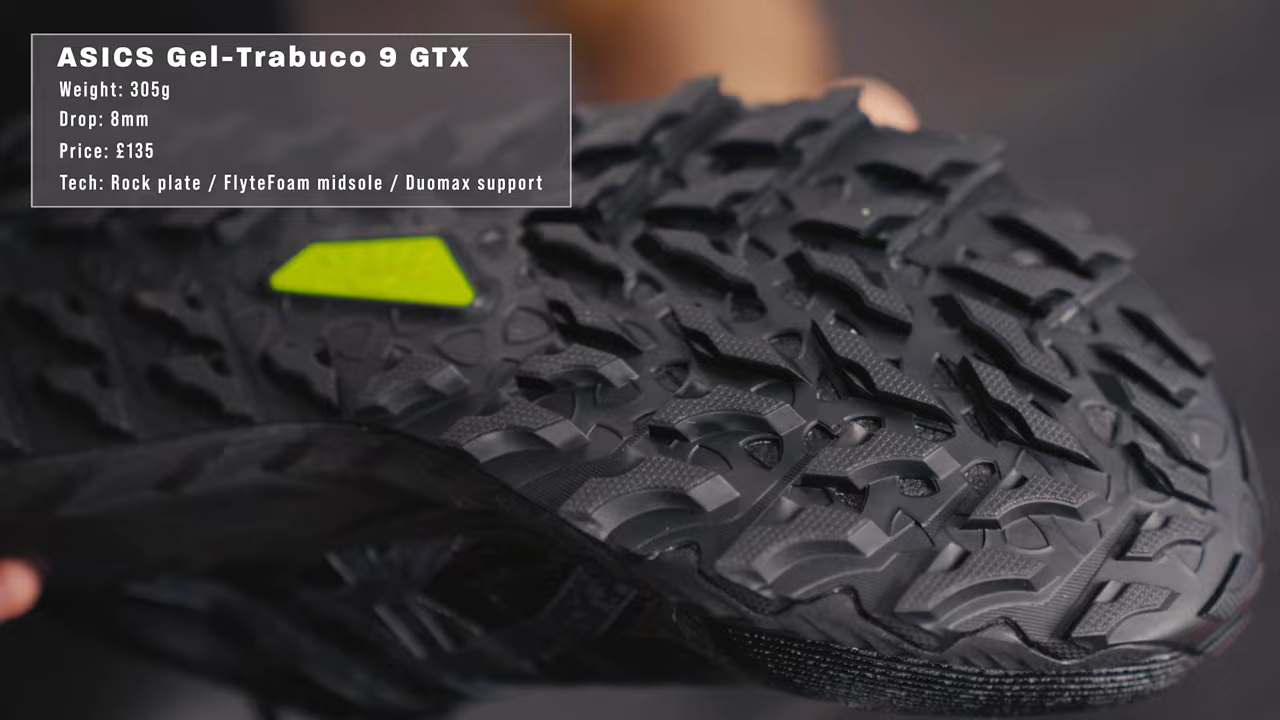 ASICS Gel-Trabuco 9 GTX
Weight: 305g
Drop: 8mm
Price: £135
Tech: Rock plate / FlyteFoam midsole / Duomax support